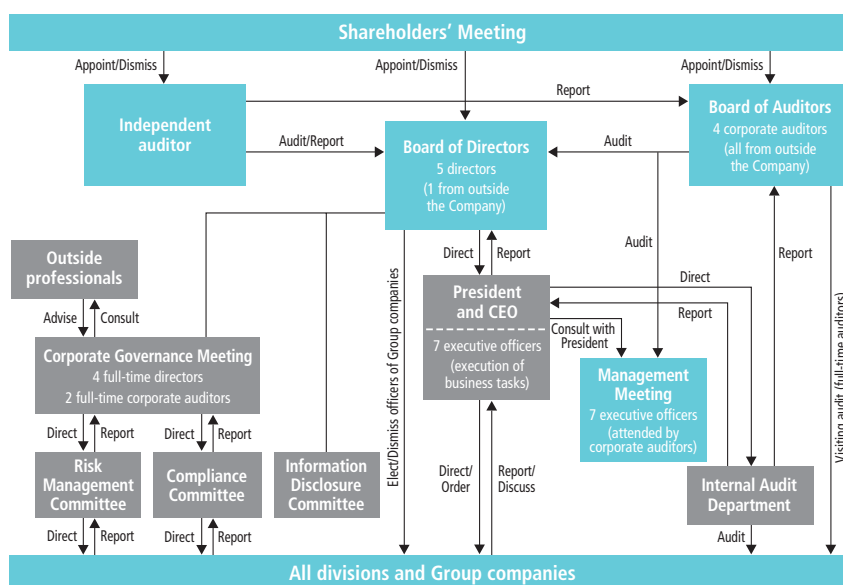 Shareholders’ Meeting
Appoint/Dismiss
Appoint/Dismiss
Appoint/Dismiss
Independent
auditor
Report
Board of Auditors
4 corporate auditors
(all from outside
the Company)
Audit/Report
Board of Directors
5 directors
(1 from outside
the Company)
Audit
Outside
professionals
Advise
Consult
Corporate Governance Meeting
4 full-time directors
2 full-time corporate auditors
Direct
Report
Direct
Report
Risk
Management
Committee
Compliance
Committee
Information
Disclosure
Committee
Direct
Report
Direct
Report
Elect/Dismiss officers of Group companies
Direct
Report
President
and CEO
7 executive officers
(execution of
business tasks)
Direct/
Order
Report/
Discuss
Audit
Direct
Report
Consult with
President
Management
Meeting
7 executive officers
(attended by
corporate auditors)
Report
Internal Audit
Department
Audit
Visiting audit (full-time auditors)
All divisions and Group companies